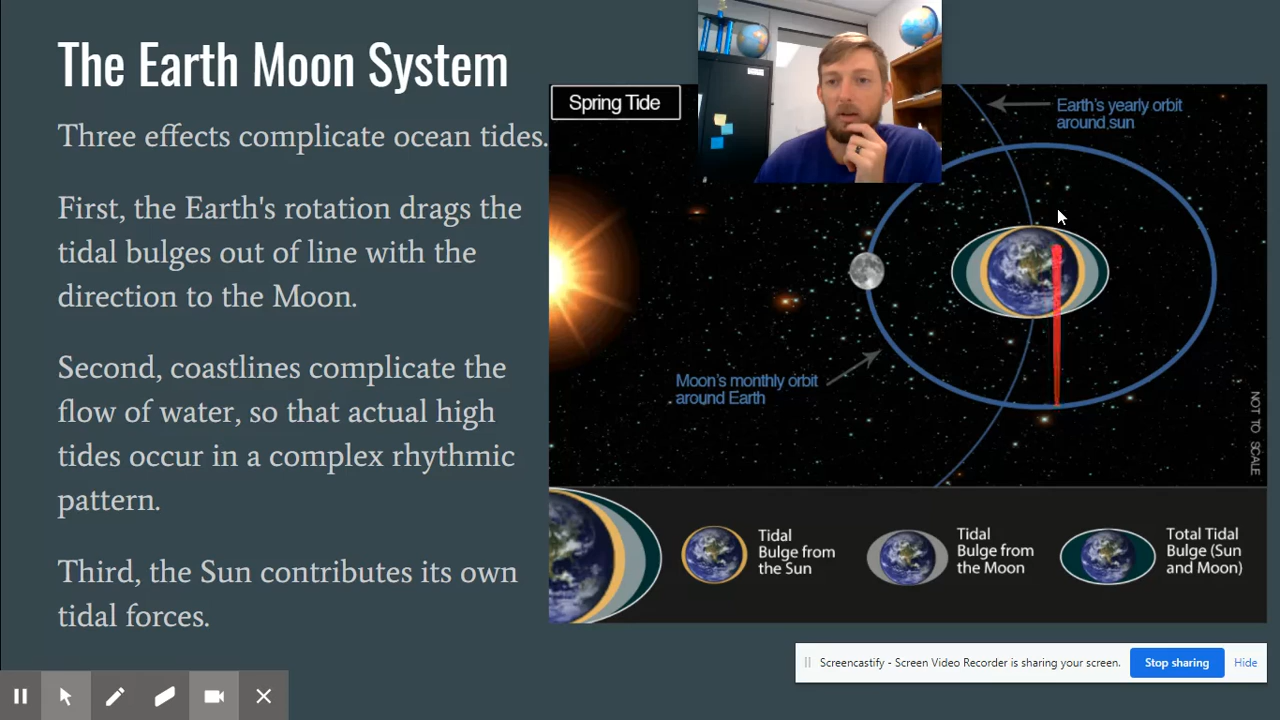 The Earth Moon System
Three effects complicate ocean tides.
First, the Earth's rotation drags the
tidal bulges out of line with the
direction to the Moon.
Second, coastlines complicate the
flow of water, so that actual high
tides occur in a complex rhythmic
pattern.
Third, the Sun contributes its own
tidal forces.
Spring Tide
Earth's yearly orbit
around sun
Moon's monthly orbit
around Earth
NOT TO SCALE
Tidal
Bulge from
the Sun
Tidal
Bulge from
the Moon
Total Tidal
Bulge (Sun
and Moon)
Screencastify - Screen Video Recorder is sharing your screen.
Stop sharing
Hide